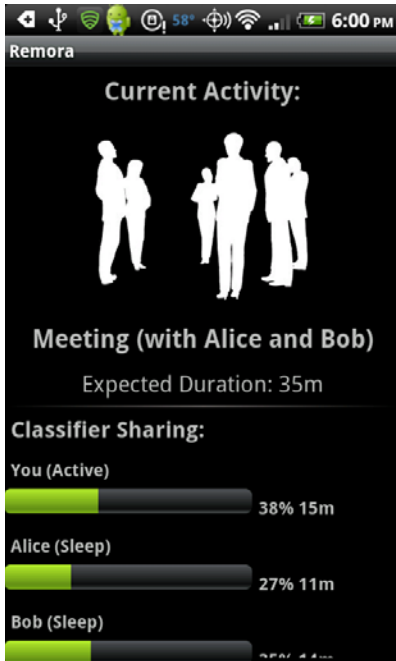 58° 6:00 PM
Remora
Current Activity:
Meeting (with Alice and Bob)
Expected Duration: 35m
Classifier Sharing:
You (Active)
38% 15m
Alice (Sleep)
27% 11m
Bob (Sleep)